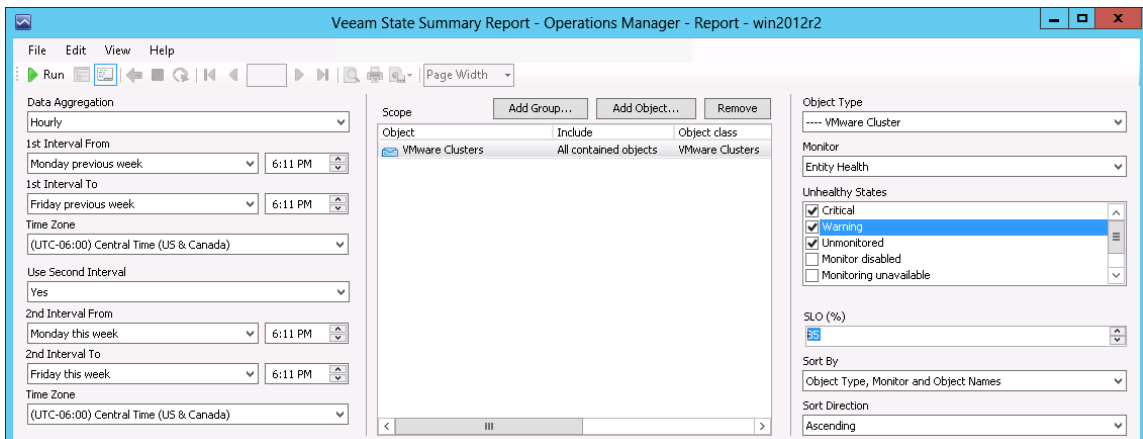 Veeam State Summary Report - Operations Manager - Report - win2012r2
File Edit View Help
Run Page Width
Data Aggregation
Hourly
1st Interval From
Monday previous week 6:11 PM
1st Interval To
Friday previous week 6:11 PM
Time Zone
(UTC-06:00) Central Time (US & Canada)
Use Second Interval
Yes
2nd Interval From
Monday this week 6:11 PM
2nd Interval To
Friday this week 6:11 PM
Time Zone
(UTC-06:00) Central Time (US & Canada)
Scope Add Group... Add Object... Remove
Object Include Object class
VMware Clusters All contained objects VMware Clusters
Object Type
---- VMware Cluster
Monitor
Entity Health
Unhealthy States
Critical
Warning
Unmonitored
Monitor disabled
Monitoring unavailable
SLO (%)
Sort By
Object Type, Monitor and Object Names
Sort Direction
Ascending